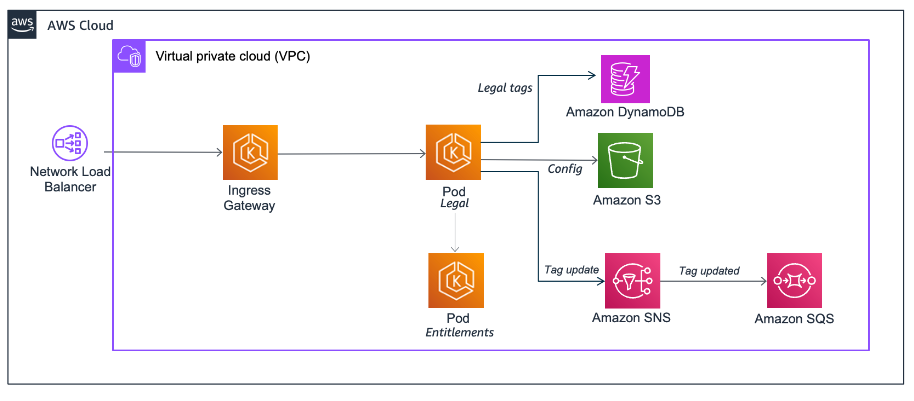 aws
AWS Cloud
Virtual private cloud (VPC)
Legal tags
Amazon DynamoDB
Network Load
Balancer
Ingress
Gateway
Pod
Legal
Config
Amazon S3
Pod
Entitlements
Tag update
Amazon SNS
Tag updated
Amazon SQS
K
K
K